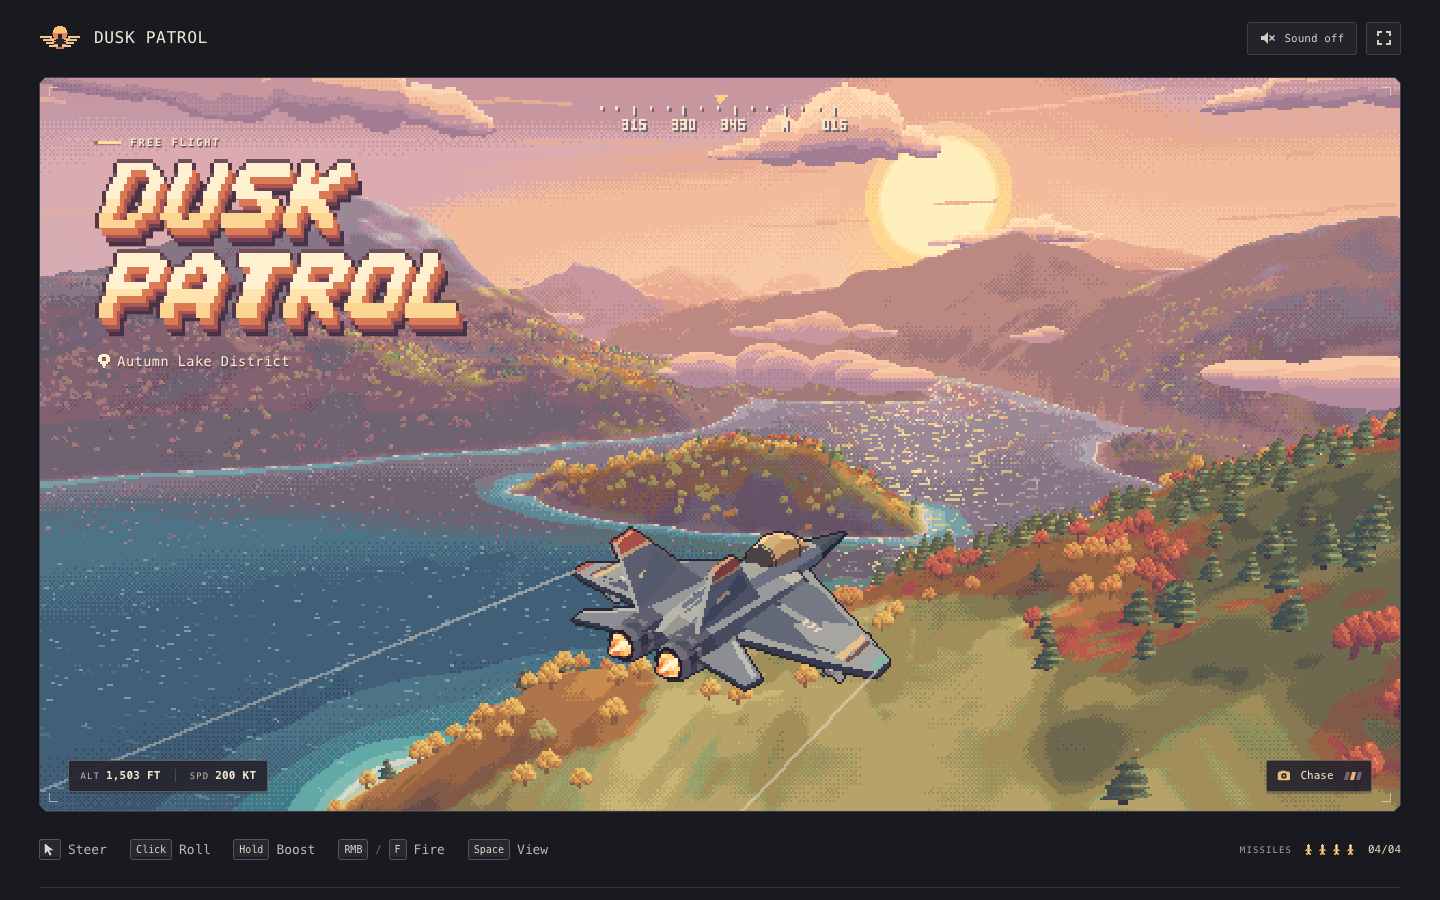 DUSK PATROL
Sound off
315 330 345 N 015
FREE FLIGHT
DUSK
PATROL
Autumn Lake District
ALT 1,503 FT SPD 200 KT
Chase
Click Roll
Steer
Hold Boost
RMB / F Fire
Space View
MISSILES 04/04